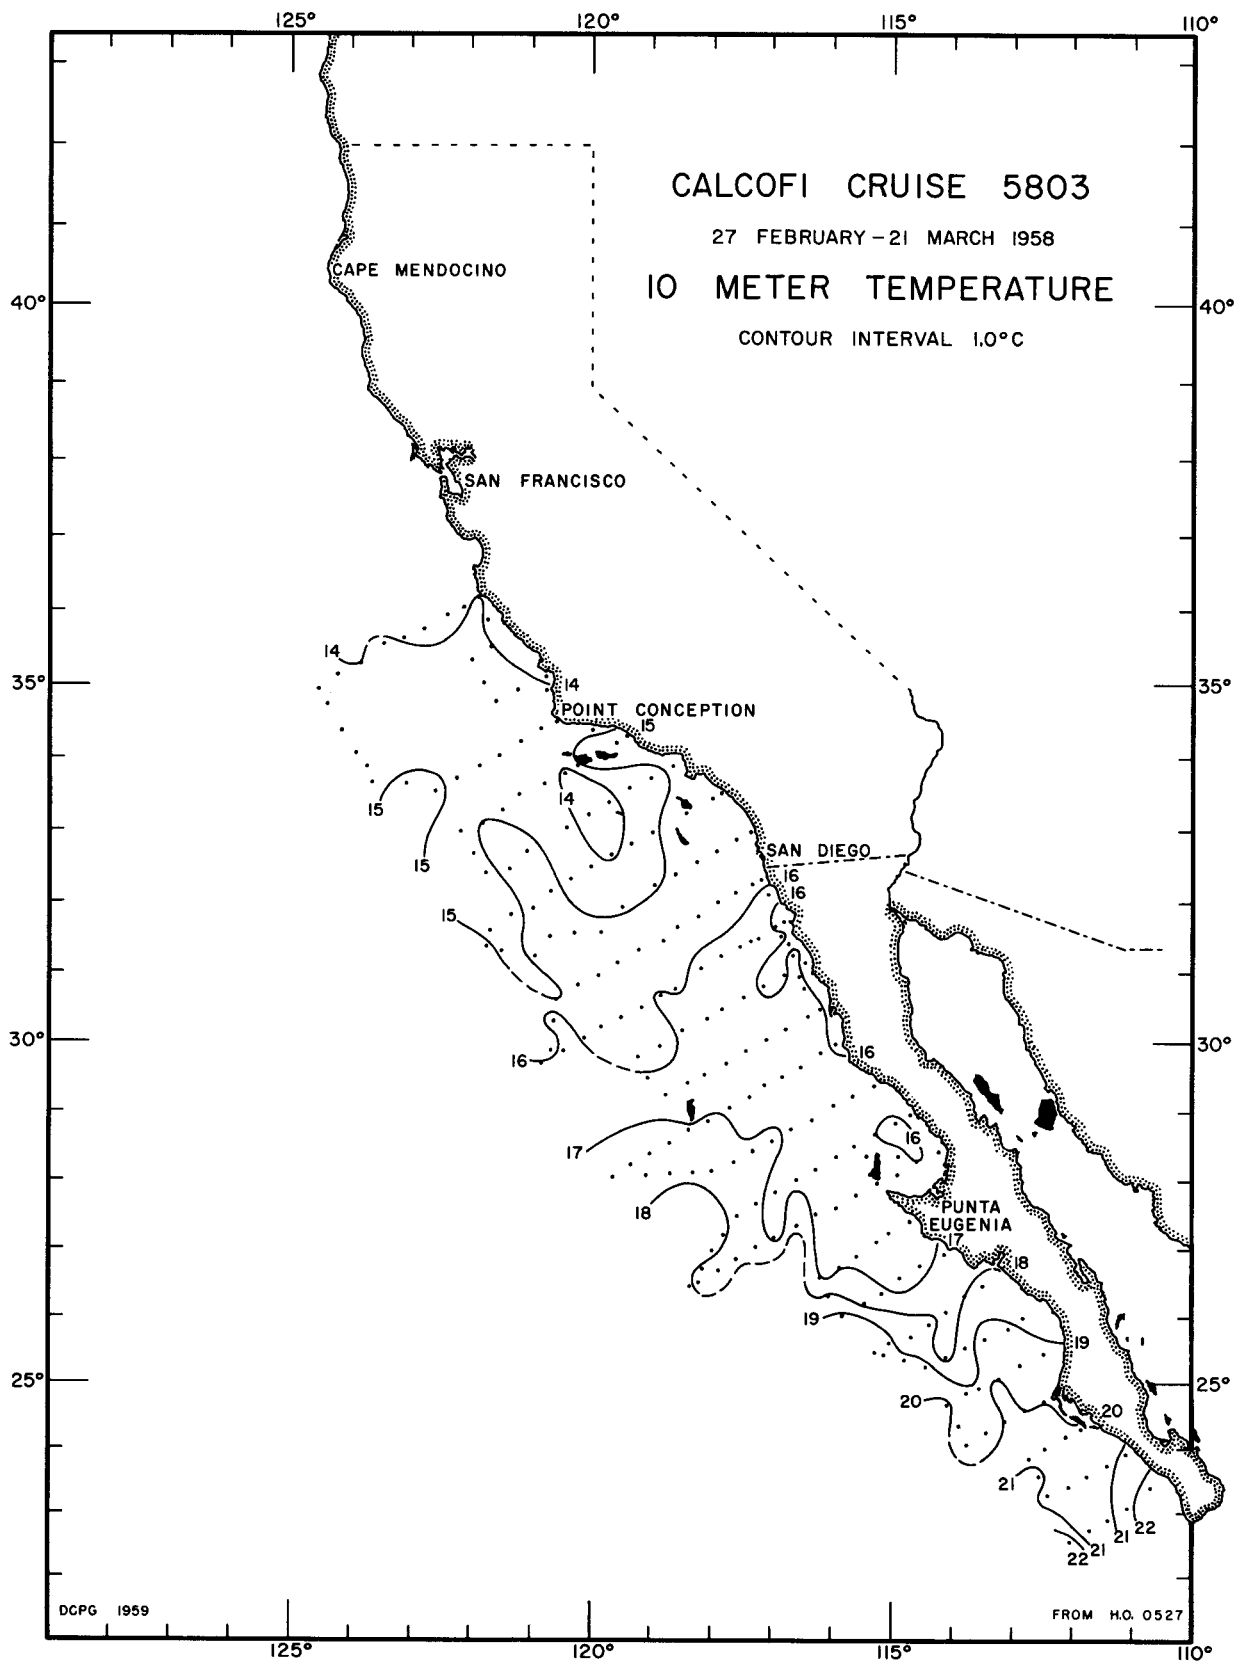 125° 120° 115° 110°
CALCOFI CRUISE 5803
27 FEBRUARY - 21 MARCH 1958
CAPE MENDOCINO
10 METER TEMPERATURE
40° 40°
CONTOUR INTERVAL 1.0°C
SAN FRANCISCO
14
35° 14 35°
POINT CONCEPTION
15
14
15
SAN DIEGO
15
16
16
15
30° 30°
16 16
16
17
PUNTA
18
EUGENIA
17
18
19
19
25° 25°
20
20
21
22
21
21
22
DCPG 1959 FROM H.O. 0527
125° 120° 115° 110°